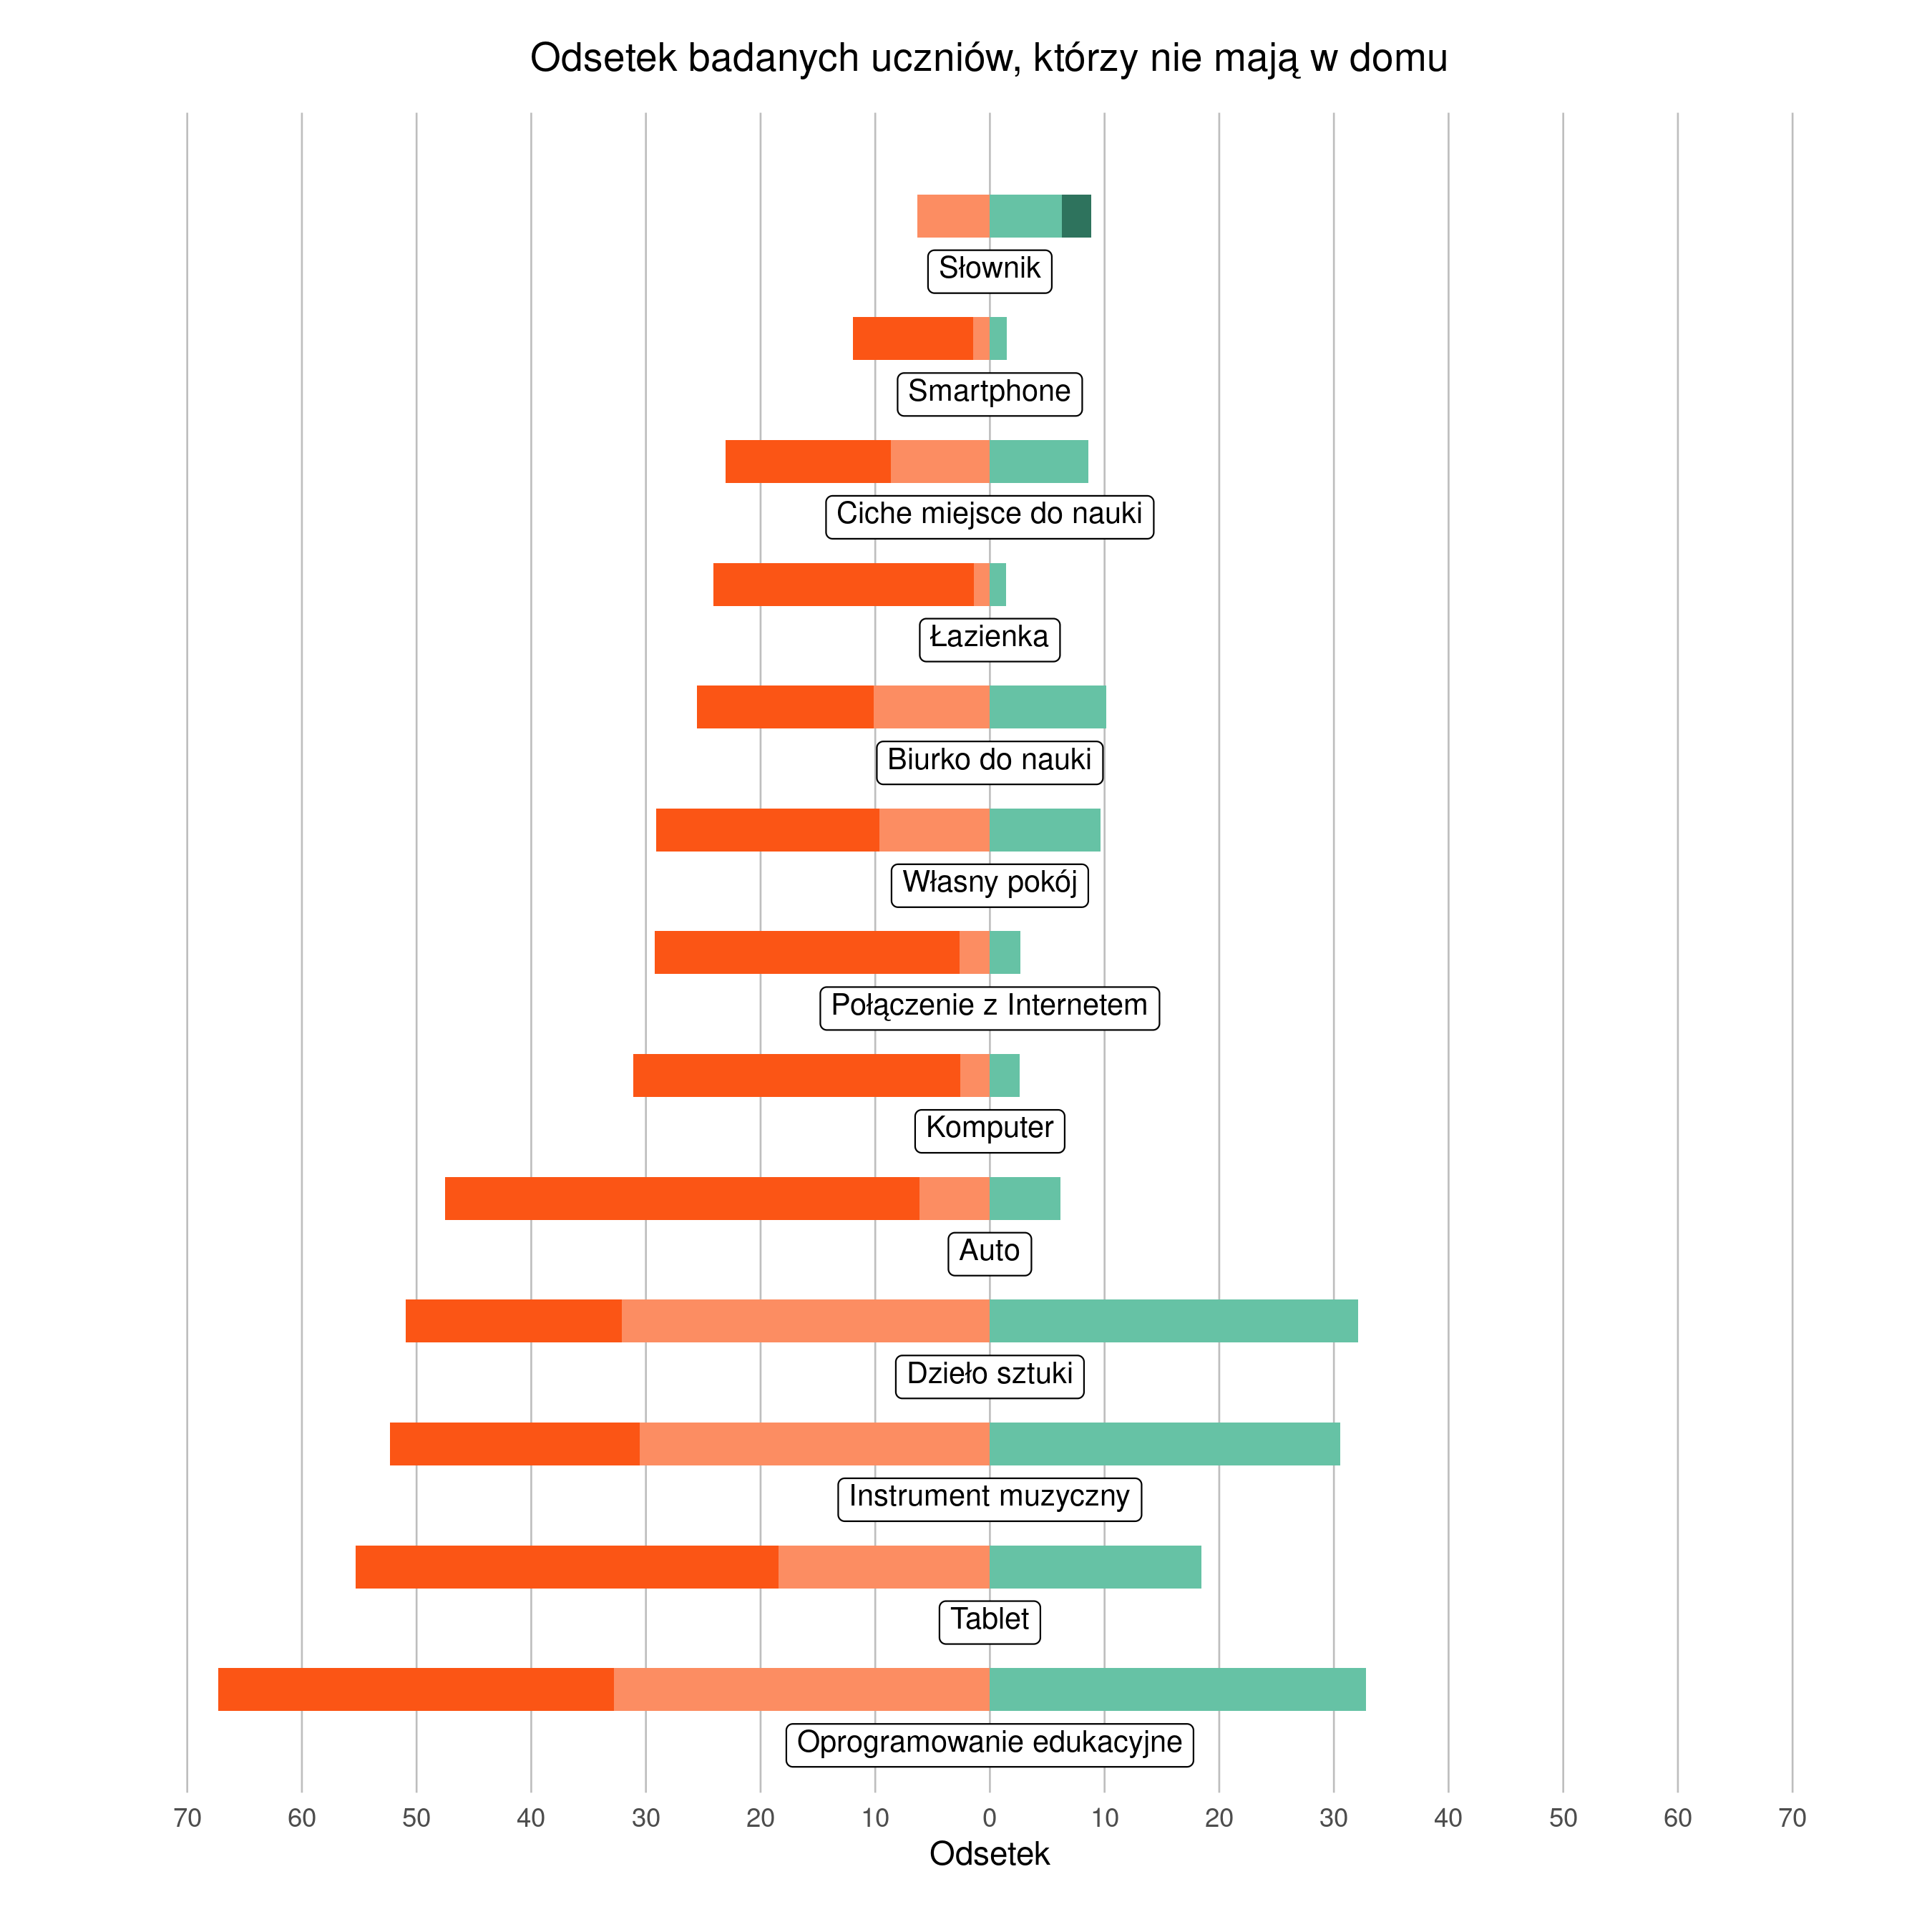 Odsetek badanych uczniów, którzy nie mają w domu
Słownik
Smartphone
Ciche miejsce do nauki
Łazienka
Biurko do nauki
Własny pokój
Połączenie z Internetem
Komputer
Auto
Dzieło sztuki
Instrument muzyczny
Tablet
Oprogramowanie edukacyjne
70 60 50 40 30 20 10 0 10 20 30 40 50 60 70
Odsetek